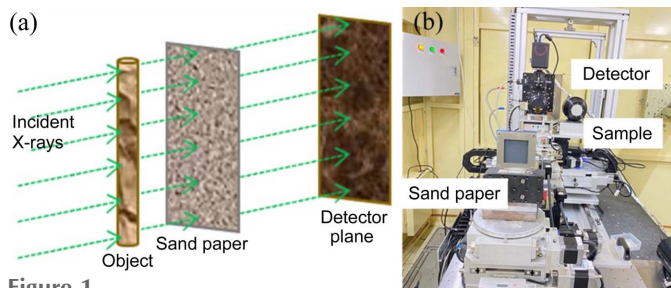 (a)
Incident
X-rays
Object
Sand paper
Detector
plane
(b)
Detector
Sample
Sand paper
Figure 1